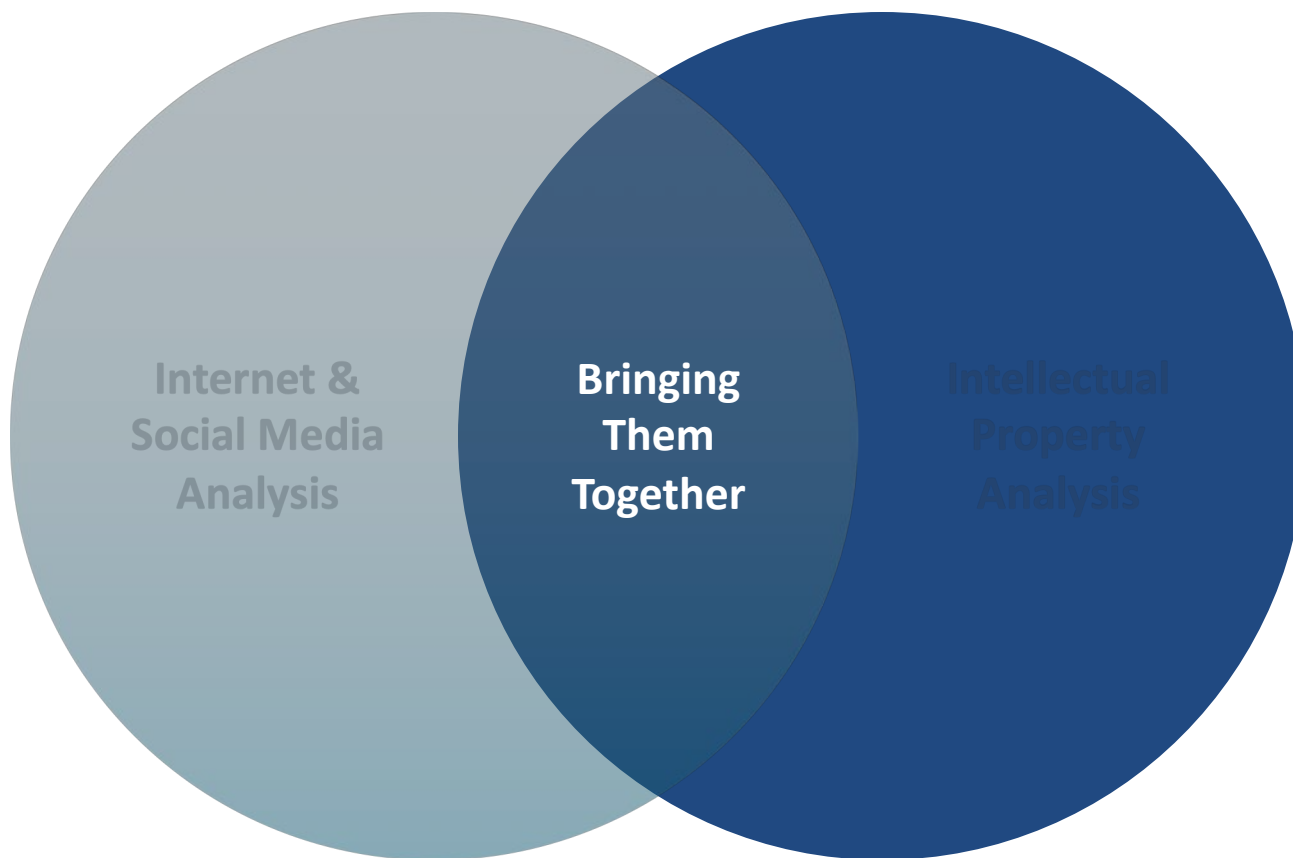 Internet &
Social Media
Analysis
Bringing
Them
Together
Intellectual
Property
Analysis